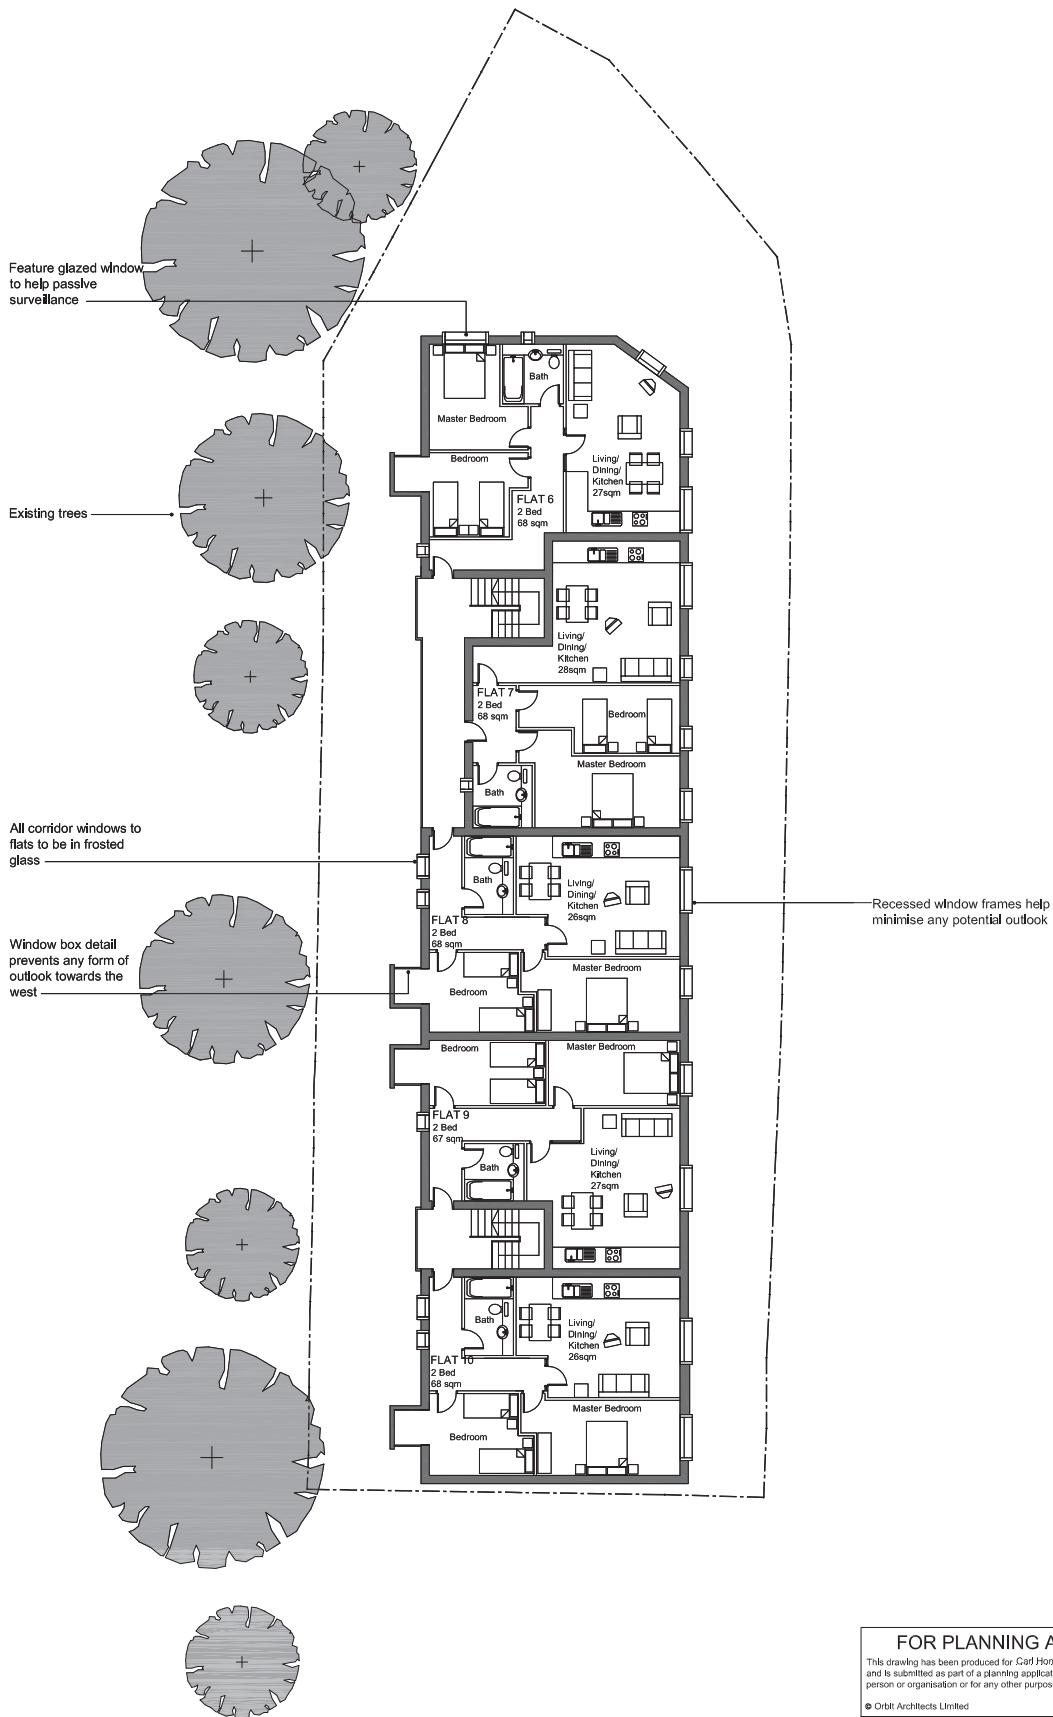 Feature glazed window
to help passive
surveillance
Bath
Master Bedroom
Bedroom
Living/
Dining/
Kitchen
27sqm
FLAT 6
2 Bed
68 sqm
Existing trees
Living/
Dining/
Kitchen
28sqm
FLAT 7
2 Bed
68 sqm
Bedroom
Master Bedroom
Bath
All corridor windows to
flats to be in frosted
glass
Bath
Living/
Dining/
Kitchen
26sqm
FLAT 8
2 Bed
68 sqm
Recessed window frames help
minimise any potential outlook
Window box detail
prevents any form of
outlook towards the
west
Master Bedroom
Bedroom
Bedroom
Master Bedroom
FLAT 9
2 Bed
67 sqm
Living/
Dining/
Kitchen
27sqm
Bath
Bath
Living/
Dining/
Kitchen
26sqm
FLAT 10
2 Bed
68 sqm
Master Bedroom
Bedroom
FOR PLANNING A
This drawing has been produced for Carl Hom
and is submitted as part of a planning applicat
person or organisation or for any other purpose
© Orbit Architects Limited